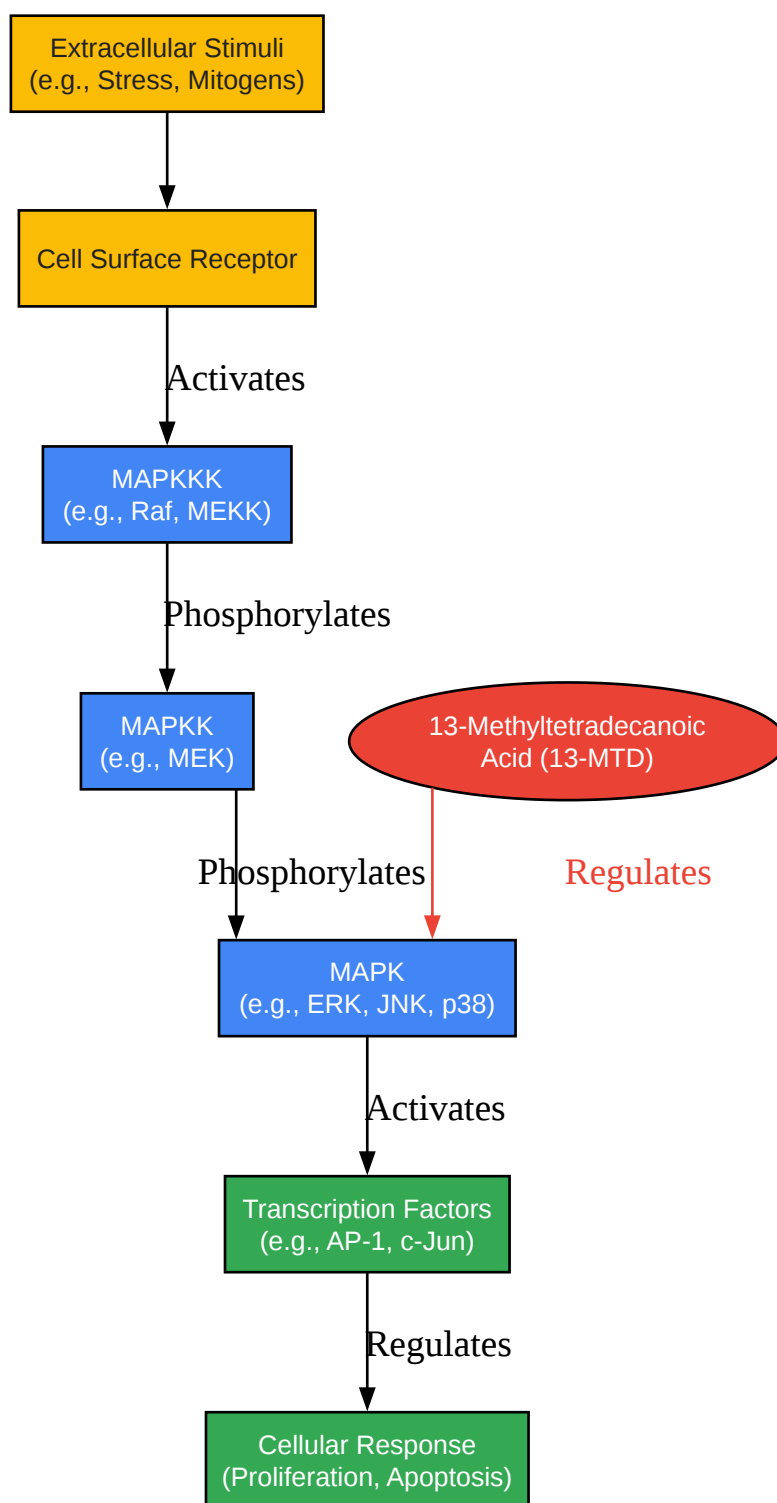 Extracellular Stimuli
(e.g., Stress, Mitogens)
Cell Surface Receptor
Activates
MAPKKK
(e.g., Raf, MEKK)
Phosphorylates
MAPKK
(e.g., MEK)
13-Methyltetradecanoic
Acid (13-MTD)
Phosphorylates
Regulates
MAPK
(e.g., ERK, JNK, p38)
Activates
Transcription Factors
(e.g., AP-1, c-Jun)
Regulates
Cellular Response
(Proliferation, Apoptosis)